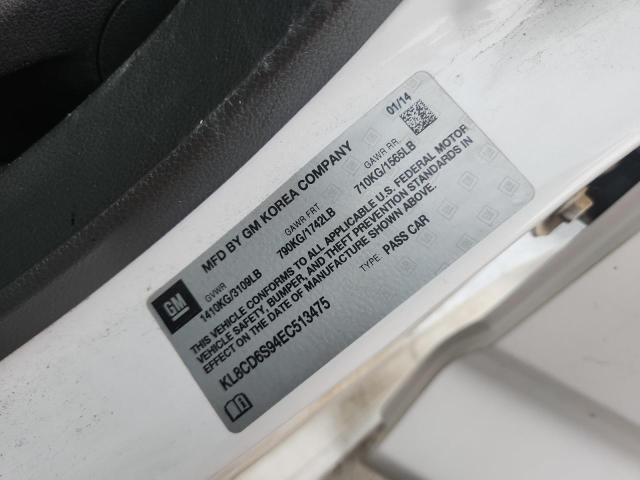 GM
MFD BY GM KOREA COMPANY
01/14
GVWR
GAWR FRT
GAWR RR
1410KG/3109LB
790KG/1742LB
710KG/1565LB
THIS VEHICLE CONFORMS TO ALL APPLICABLE U.S. FEDERAL MOTOR
VEHICLE SAFETY, BUMPER, AND THEFT PREVENTION STANDARDS IN
EFFECT ON THE DATE OF MANUFACTURE SHOWN ABOVE.
KL8CD6S94EC513475
TYPE: PASS CAR